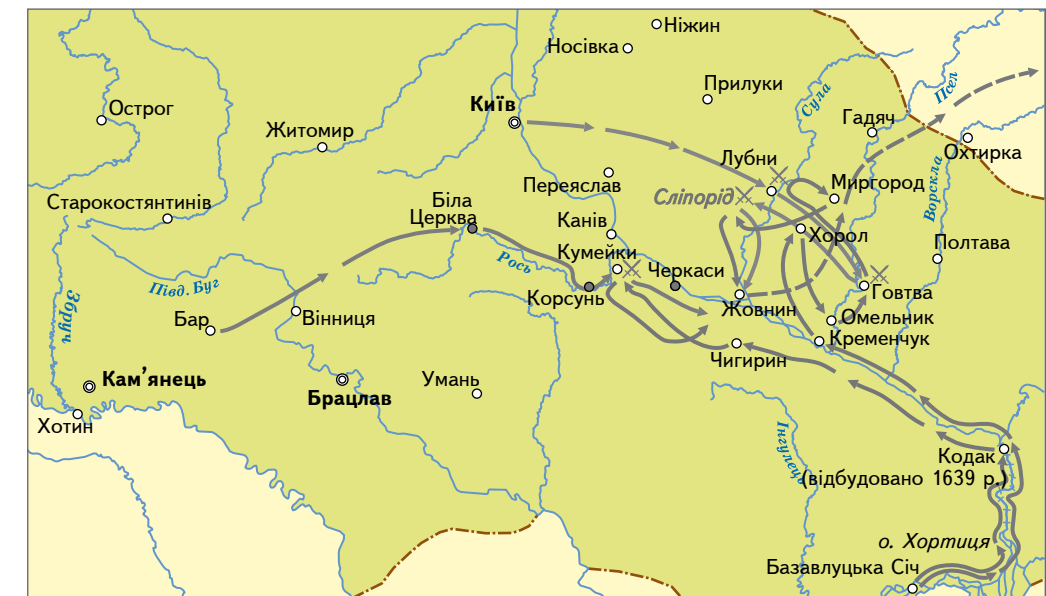 Ніжин
Носівка
Прилуки
Псел
Острог
Київ
Сула
Гадяч
Житомир
Охтирка
Лубни
Переяслав
Миргород
Ворскла
Старокостянтинів
Біла
Церква
Сліпорід
Канів
Хорол
Полтава
Кумейки
Рось
Черкаси
Півд. Буг
Говтва
Збруч
Корсунь
Жовнин
Бар
Вінниця
Омельник
Кременчук
Чигирин
Кам’янець
Умань
Брацлав
Хотин
Інгулець
Кодак
(відбудовано 1639 р.)
о. Хортиця
Базавлуцька Січ